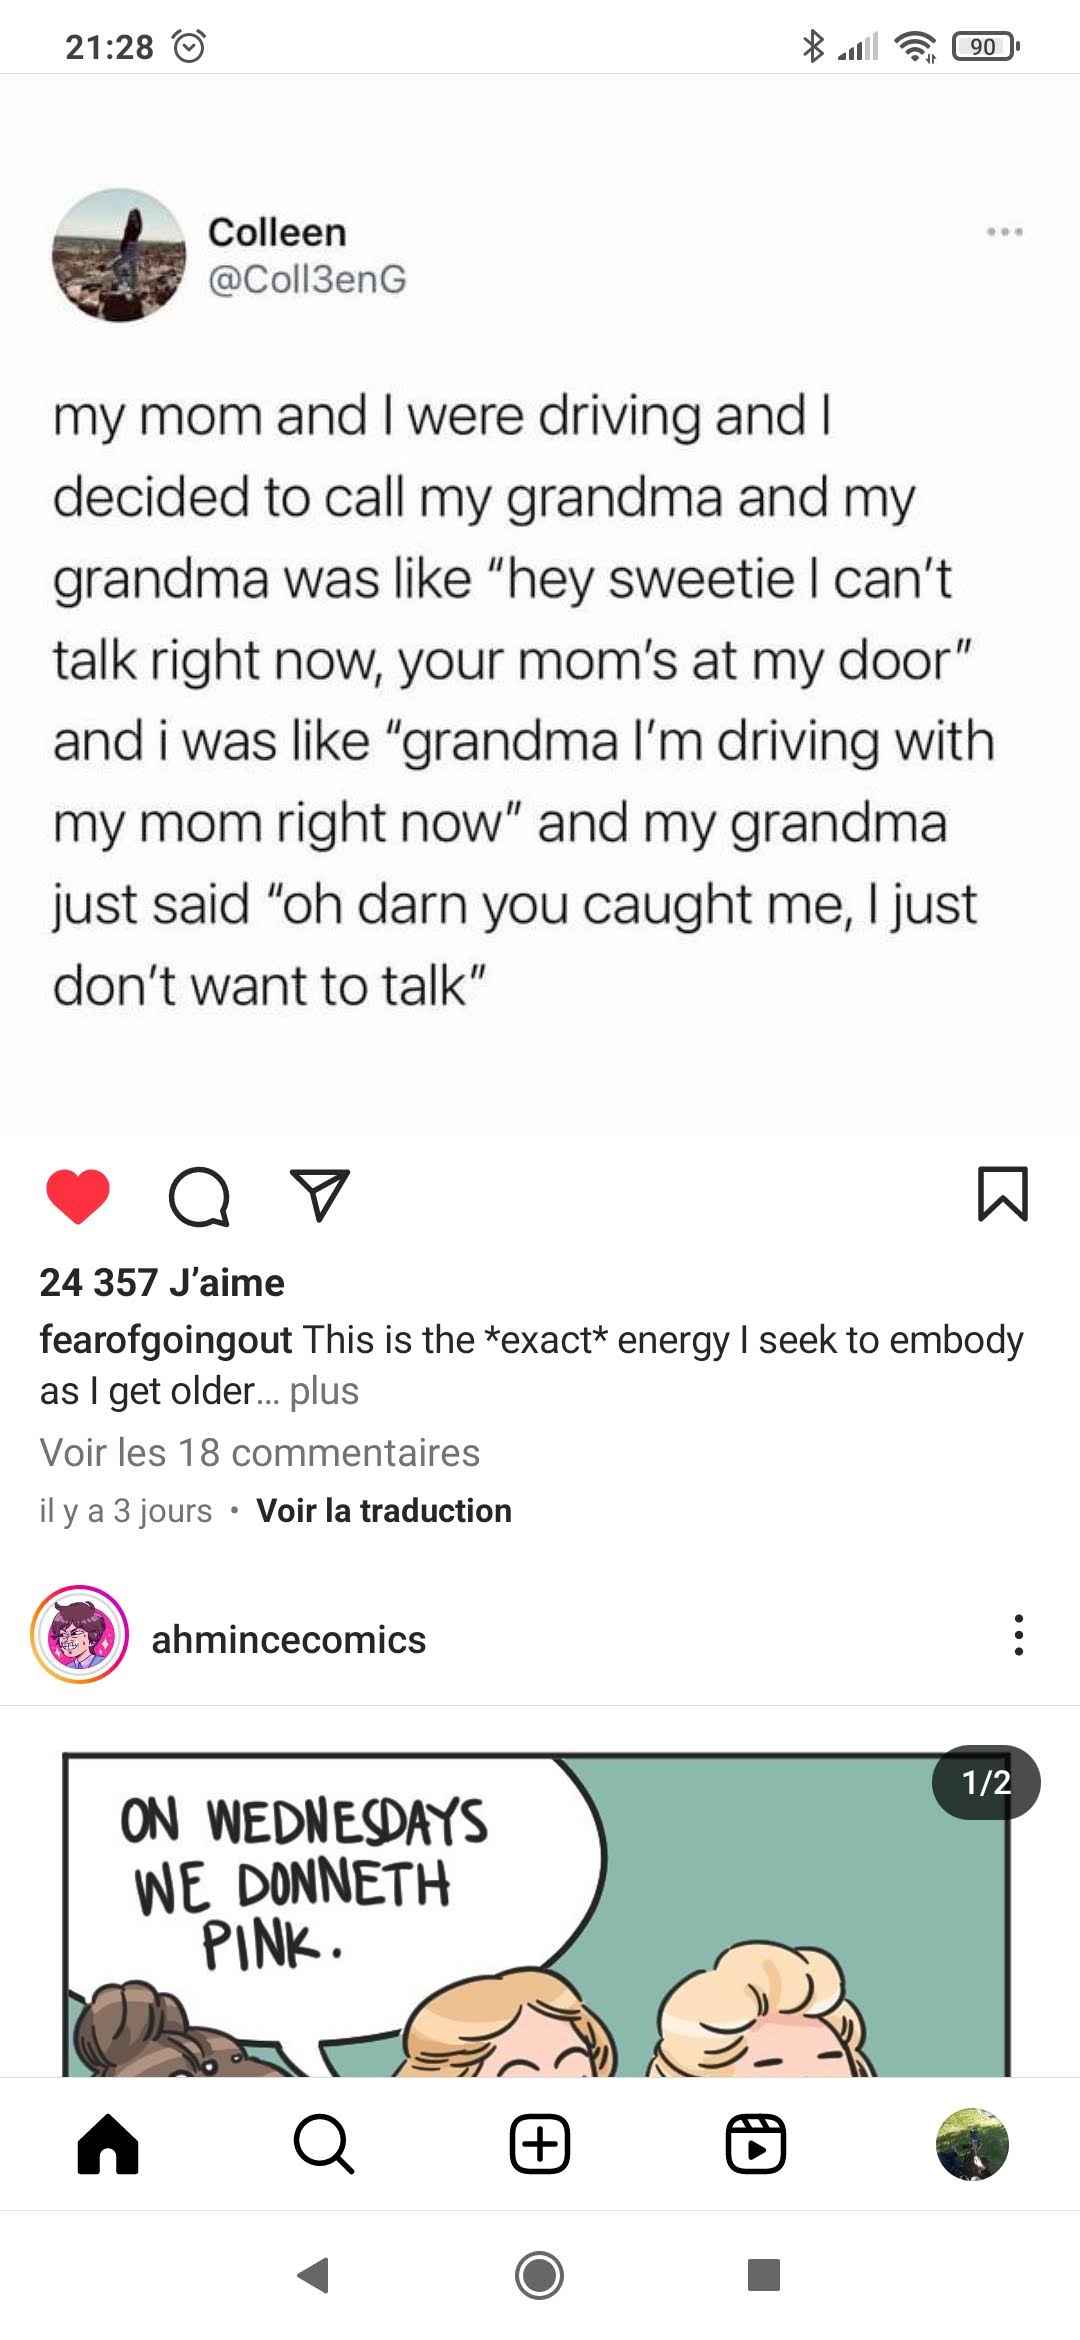 21:28
90
Colleen
@Coll3enG
my mom and I were driving and I
decided to call my grandma and my
grandma was like “hey sweetie I can’t
talk right now, your mom’s at my door”
and i was like “grandma I’m driving with
my mom right now” and my grandma
just said “oh darn you caught me, I just
don’t want to talk”
24 357 J’aime
fearofgoingout This is the *exact* energy I seek to embody
as I get older... plus
Voir les 18 commentaires
il y a 3 jours • Voir la traduction
ahmincecomics
1/2
ON WEDNESDAYS
WE DONNETH
PINK.